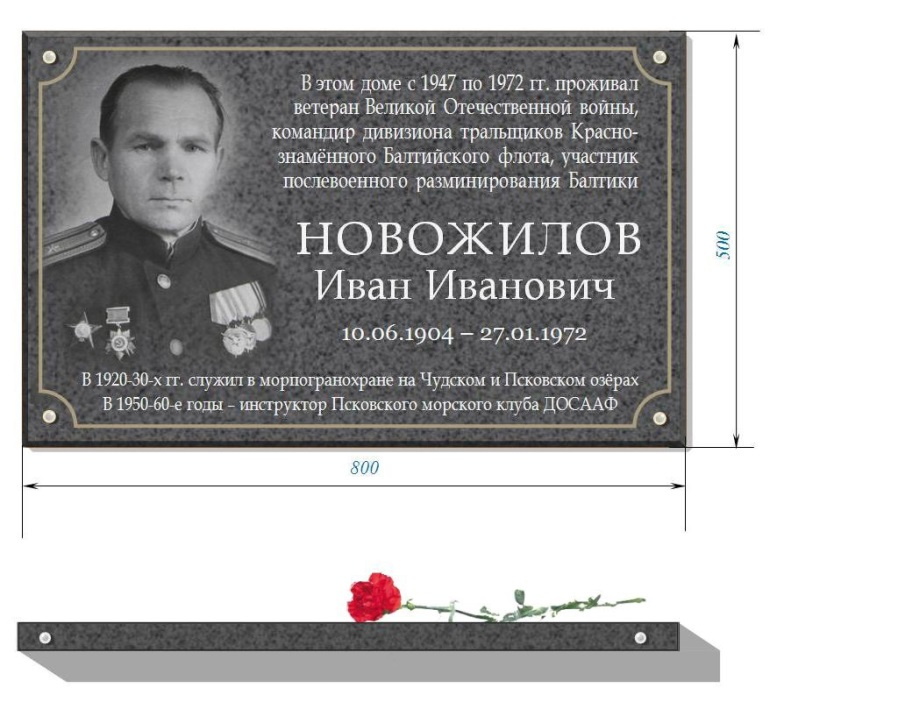 В этом доме с 1947 по 1972 гг. проживал
ветеран Великой Отечественной войны,
командир дивизиона тральщиков Красно-
знамённого Балтийского флота, участник
послевоенного разминирования Балтики
НОВОЖИЛОВ
Иван Иванович
10.06.1904 – 27.01.1972
В 1920-30-х гг. служил в морпогранохране на Чудском и Псковском озёрах
В 1950-60-е годы – инструктор Псковского морского клуба ДОСААФ
500
800